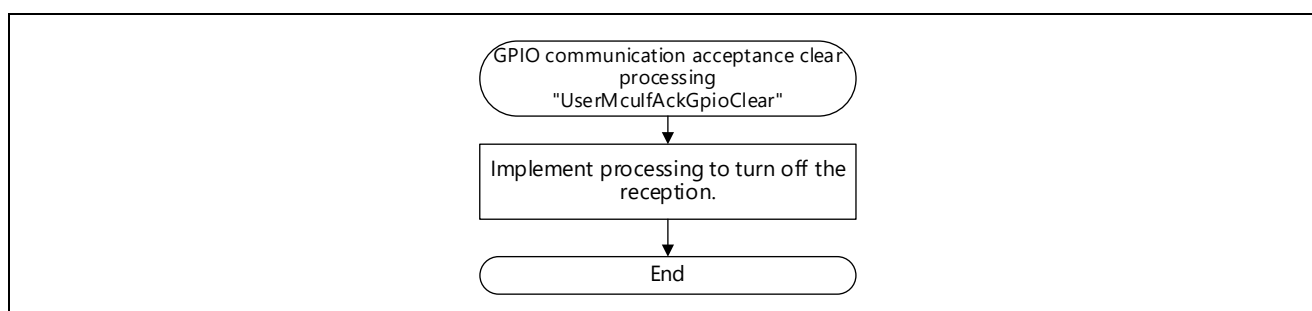 GPIO communication acceptance clear
processing
"UserMcuIfAckGpioClear"
Implement processing to turn off the
reception.
End